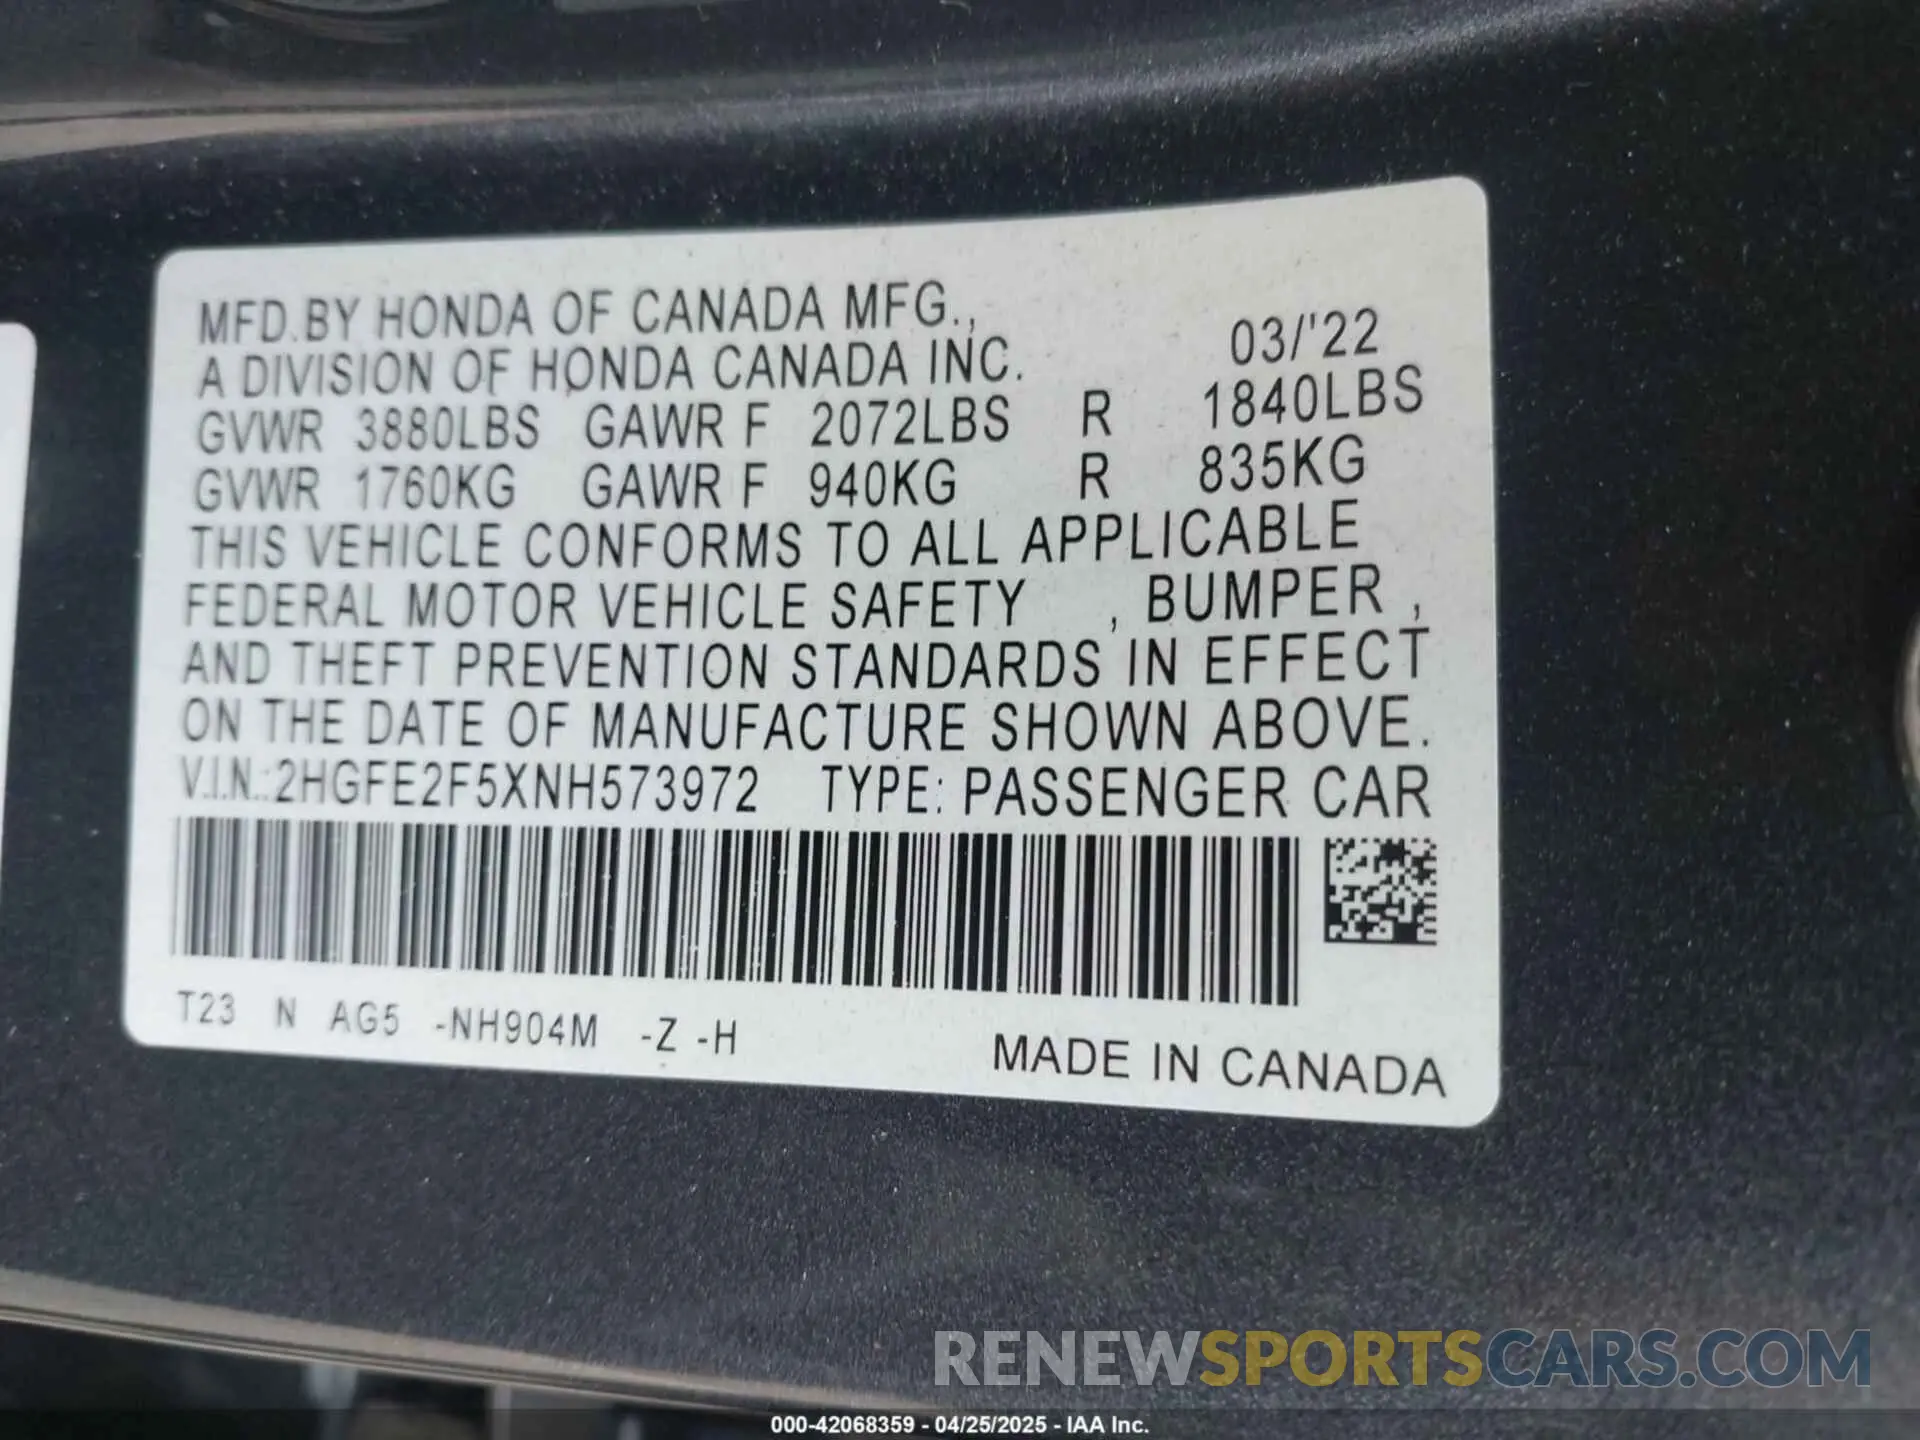 MFD.BY HONDA OF CANADA MFG.,
A DIVISION OF HONDA CANADA INC. 03/'22
GVWR 3880LBS GAWR F 2072LBS R 1840LBS
GVWR 1760KG GAWR F 940KG R 835KG
THIS VEHICLE CONFORMS TO ALL APPLICABLE
FEDERAL MOTOR VEHICLE SAFETY , BUMPER ,
AND THEFT PREVENTION STANDARDS IN EFFECT
ON THE DATE OF MANUFACTURE SHOWN ABOVE.
V.I.N.:2HGFE2F5XNH573972 TYPE: PASSENGER CAR
T23 N AG5 -NH904M -Z -H
MADE IN CANADA
RENEWSPORTSCARS.COM
000-42068359 - 04/25/2025 - IAA Inc.